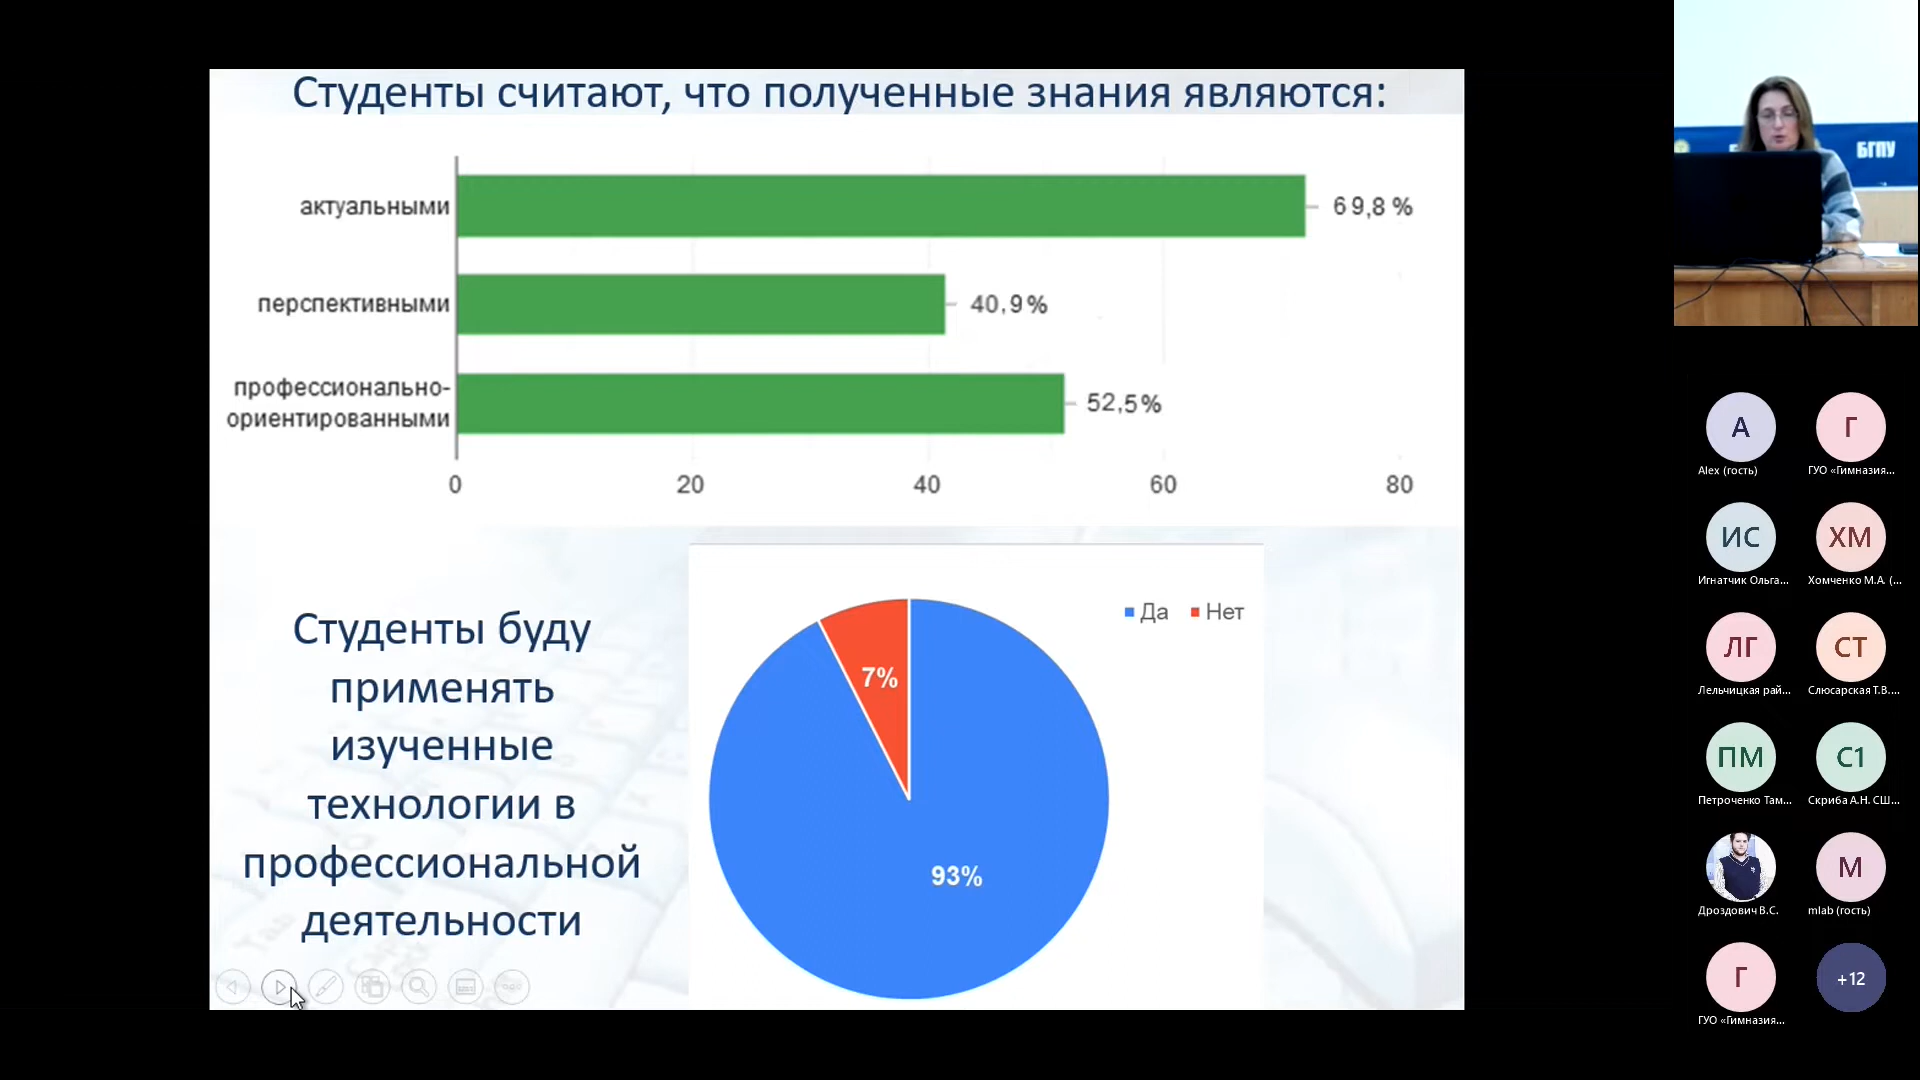 Студенты считают, что полученные знания являются:
актуальными
69,8 %
перспективными
40,9%
профессионально-
ориентированными
52,5%
0 20 40 60 80
Студенты буду
применять
изученные
технологии в
профессиональной
деятельности
Да Нет
7%
93%
БГПУ
А
Г
Alex (гость)
ГУО «Гимназия...
ИС
ХМ
Игнатчик Ольга...
Хомченко М.А. (...
ЛГ
СТ
Лельчицкая рай...
Слюсарская Т.В....
ПМ
С1
Петроченко Там...
Скриба А.Н. СШ...
Дроздович В.С.
М
mlab (гость)
Г
+12
ГУО «Гимназия...